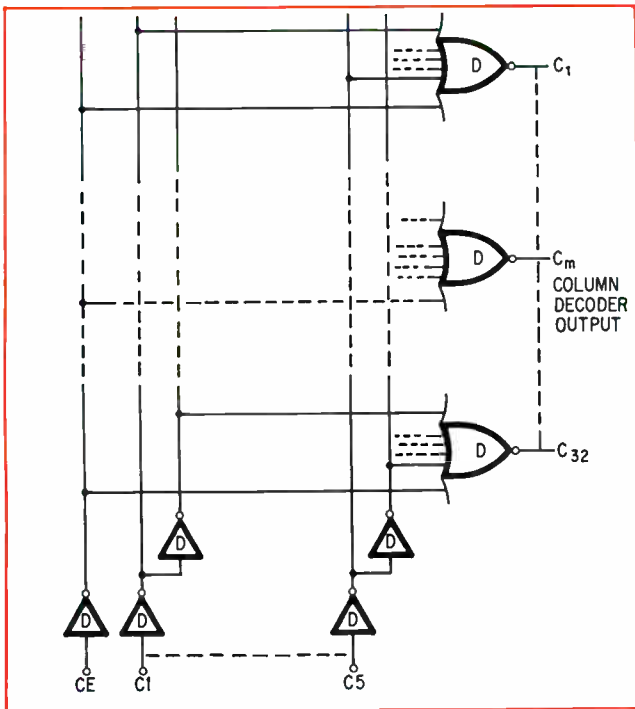 D C₁
D Cₘ
COLUMN
DECODER
OUTPUT
D C₃₂
D D
D D D
CE C1 C5